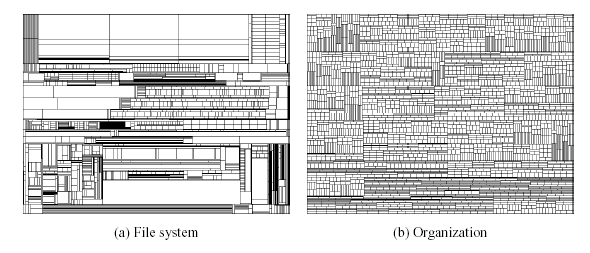 (a) File system
(b) Organization